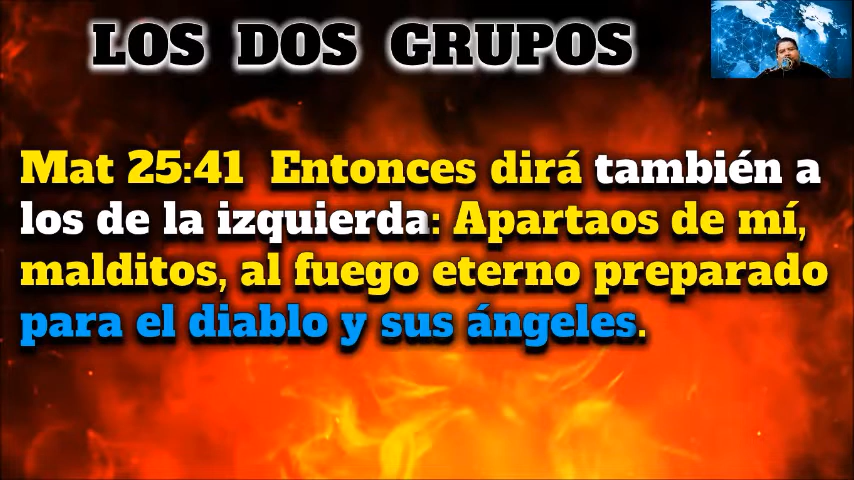 LOS DOS GRUPOS
Mat 25:41 Entonces dirá también a
los de la izquierda: Apartaos de mí,
malditos, al fuego eterno preparado
para el diablo y sus ángeles.